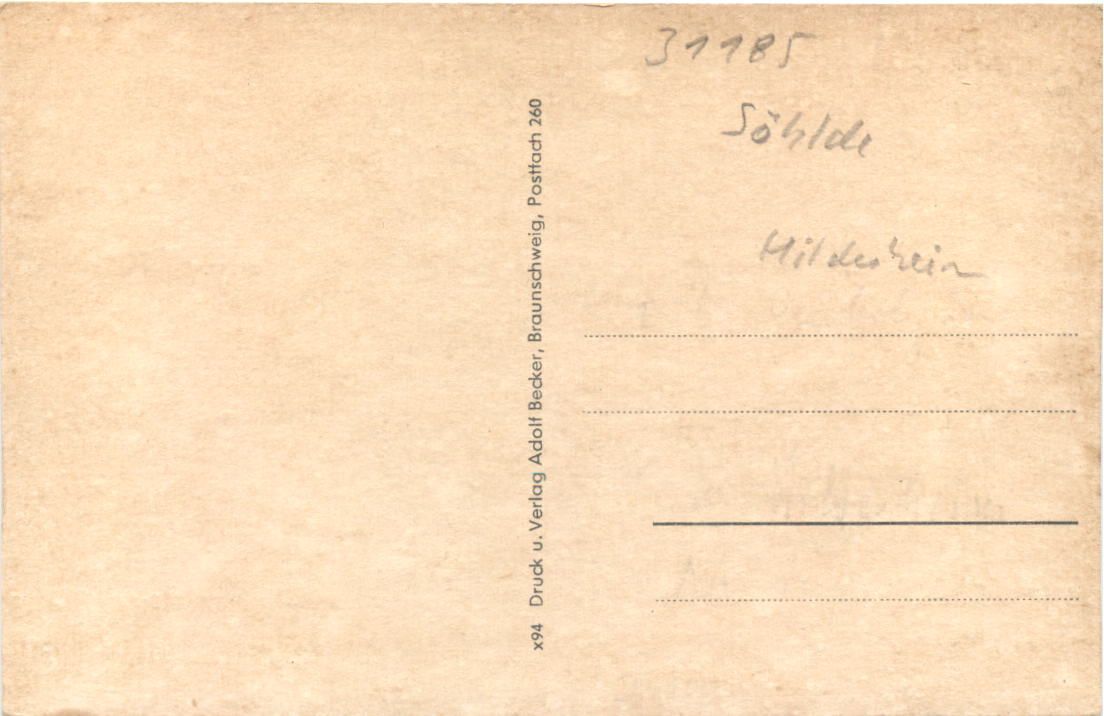 31185
Söhlde
Hildesheim
x94 Druck u. Verlag Adolf Becker, Braunschweig, Postfach 260